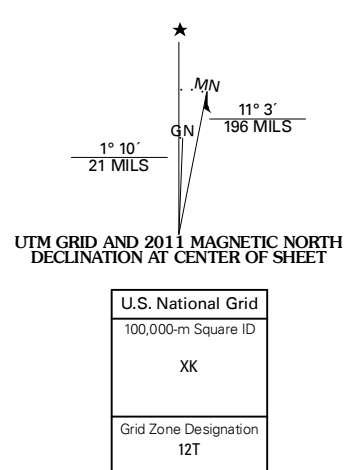 ★
MN
11° 3´
196 MILS
GN
1° 10´
21 MILS
UTM GRID AND 2011 MAGNETIC NORTH
DECLINATION AT CENTER OF SHEET
U.S. National Grid
100,000-m Square ID
XK
Grid Zone Designation
12T